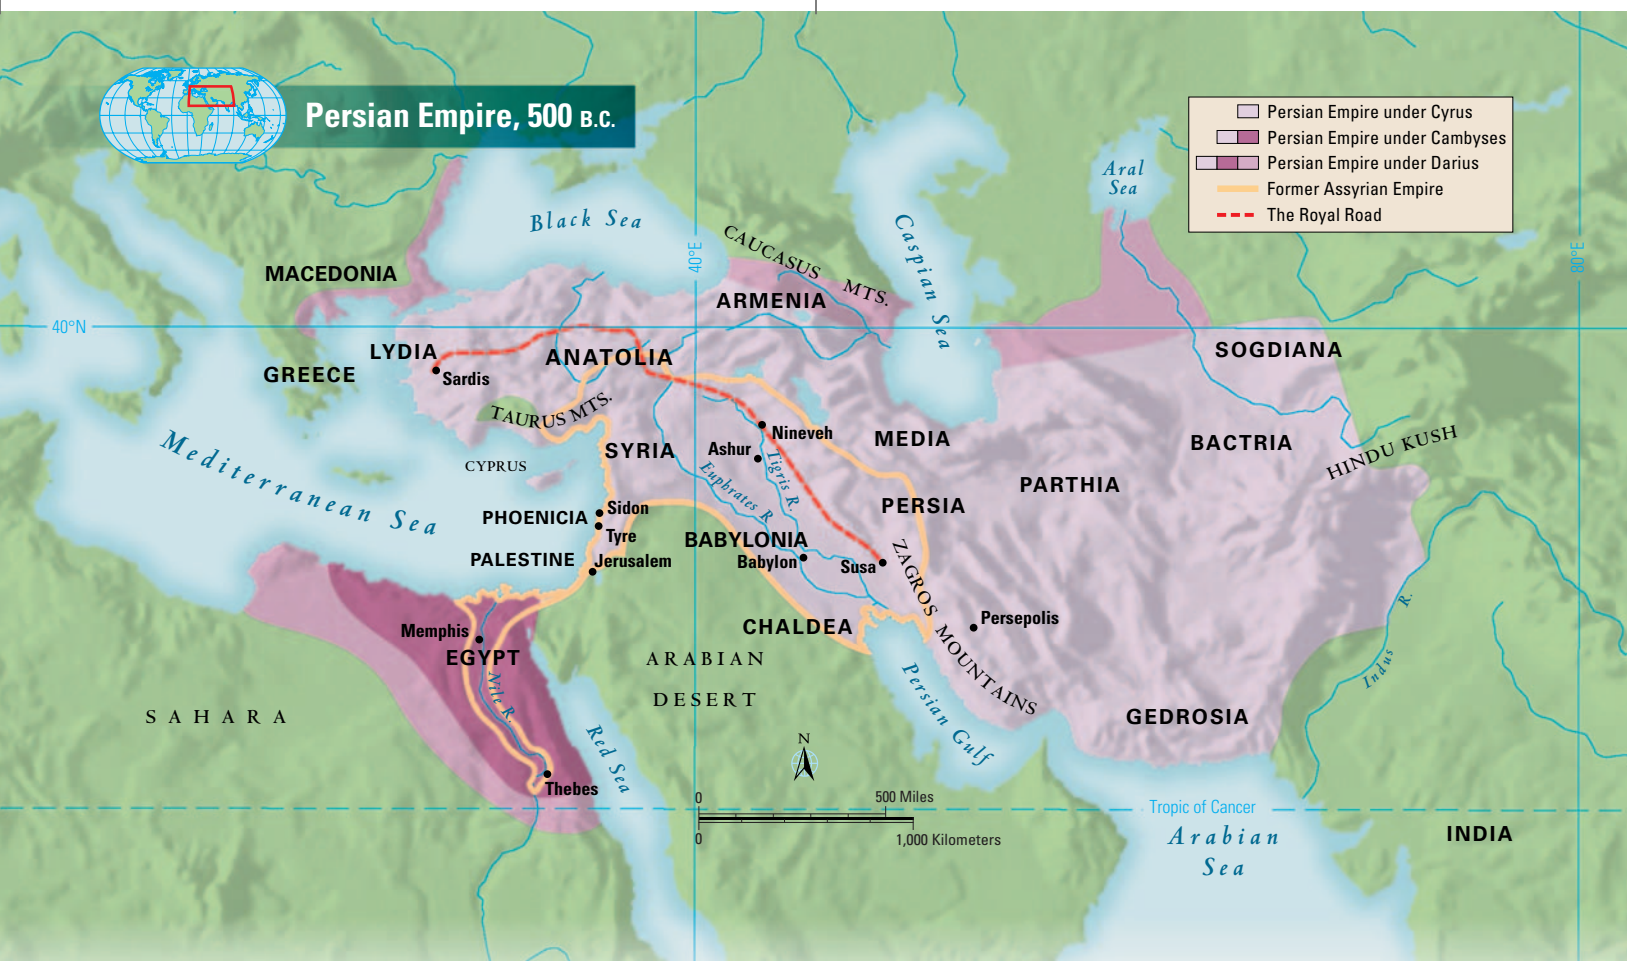 Persian Empire, 500 B.C.
Persian Empire under Cyrus
Persian Empire under Cambyses
Persian Empire under Darius
Former Assyrian Empire
The Royal Road
Aral
Sea
Black Sea
Caspian Sea
CAUCASUS MTS.
40°E
80°E
MACEDONIA
ARMENIA
40°N
LYDIA
ANATOLIA
SOGDIANA
GREECE
Sardis
TAURUS MTS.
Nineveh
MEDIA
BACTRIA
HINDU KUSH
Mediterranean Sea
SYRIA
Ashur
Tigris R.
Euphrates R
CYPRUS
PARTHIA
PERSIA
Sidon
PHOENICIA
Tyre
BABYLONIA
PALESTINE
Jerusalem
Babylon
Susa
ZAGROS MOUNTAINS
Indus R.
Persepolis
Memphis
CHALDEA
EGYPT
ARABIAN
DESERT
Nile R.
Persian Gulf
SAHARA
GEDROSIA
Red Sea
N
Thebes
0
500 Miles
0
1,000 Kilometers
Tropic of Cancer
Arabian
Sea
INDIA